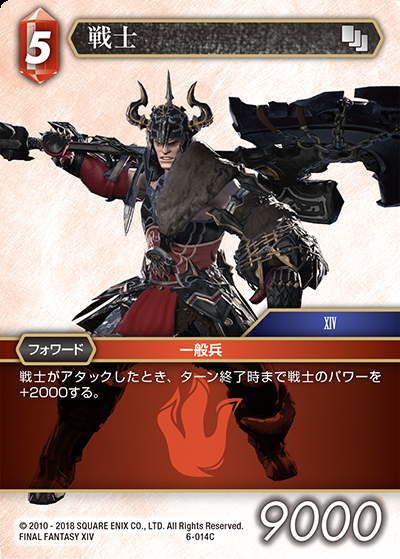 5
戦士
XIV
フォワード
一般兵
戦士がアタックしたとき、ターン終了時まで戦士のパワーを
+2000する。
© 2010 - 2018 SQUARE ENIX CO., LTD. All Rights Reserved.
FINAL FANTASY XIV
6-014C
9000